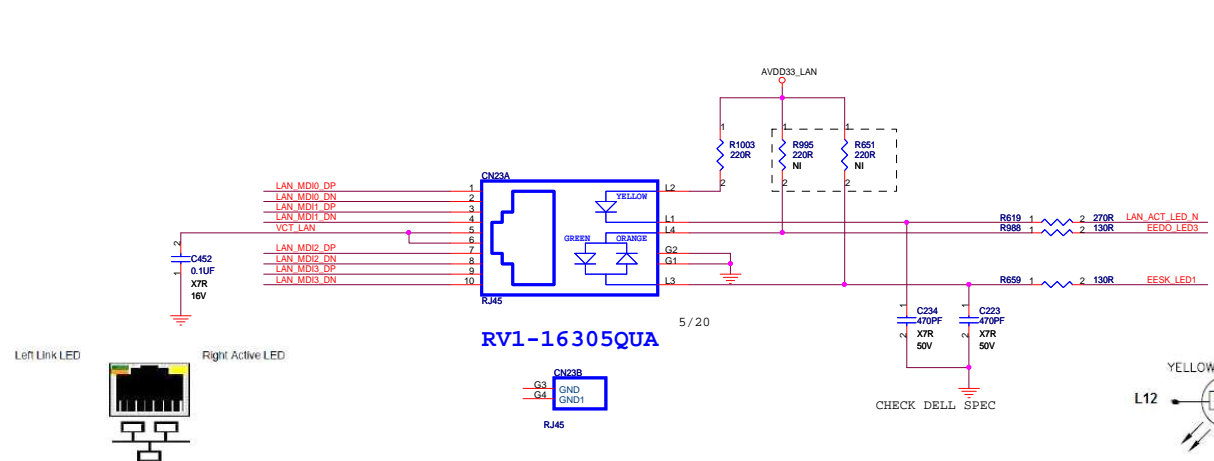 AVDD33_LAN
1
R1003
220R
2
1
R995
220R
NI
2
1
R651
220R
NI
2
CN23A
LAN_MDI0_DP 1
LAN_MDI0_DN 2
LAN_MDI1_DP 3
LAN_MDI1_DN 4
VCT_LAN 5
6
LAN_MDI2_DP 7
LAN_MDI2_DN 8
LAN_MDI3_DP 9
LAN_MDI3_DN 10
YELLOW
GREEN ORANGE
L2
L1
L4
G2
G1
L3
RJ45
RV1-16305QUA
5/20
R619 1 2 270R LAN_ACT_LED_N
R988 1 2 130R EEDO_LED3
R659 1 2 130R EESK_LED1
2
C452
0.1UF
1
X7R
16V
1
C234
470PF
2
X7R
50V
1
C223
470PF
2
X7R
50V
CHECK DELL SPEC
Left Link LED
Right Active LED
CN23B
G3 GND
G4 GND1
RJ45
YELLOW
L12